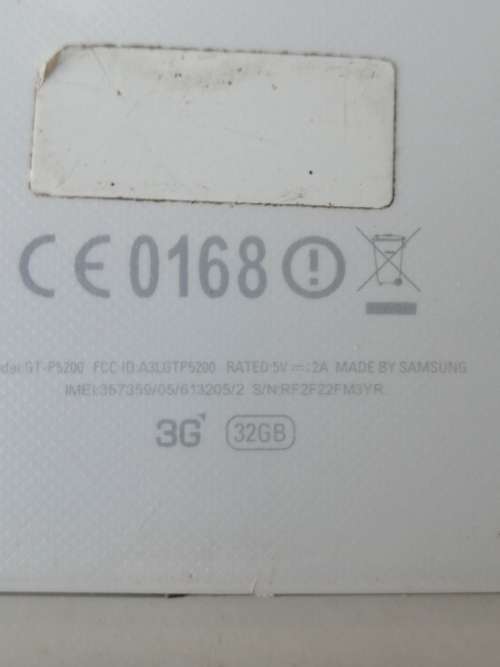 CE0168
Model:GT-P5200 FCC ID:A3LGTP5200 RATED:5V⎓2A MADE BY SAMSUNG
IMEI:357359/05/613205/2 S/N:RF2F22FM3YR
3G 32GB